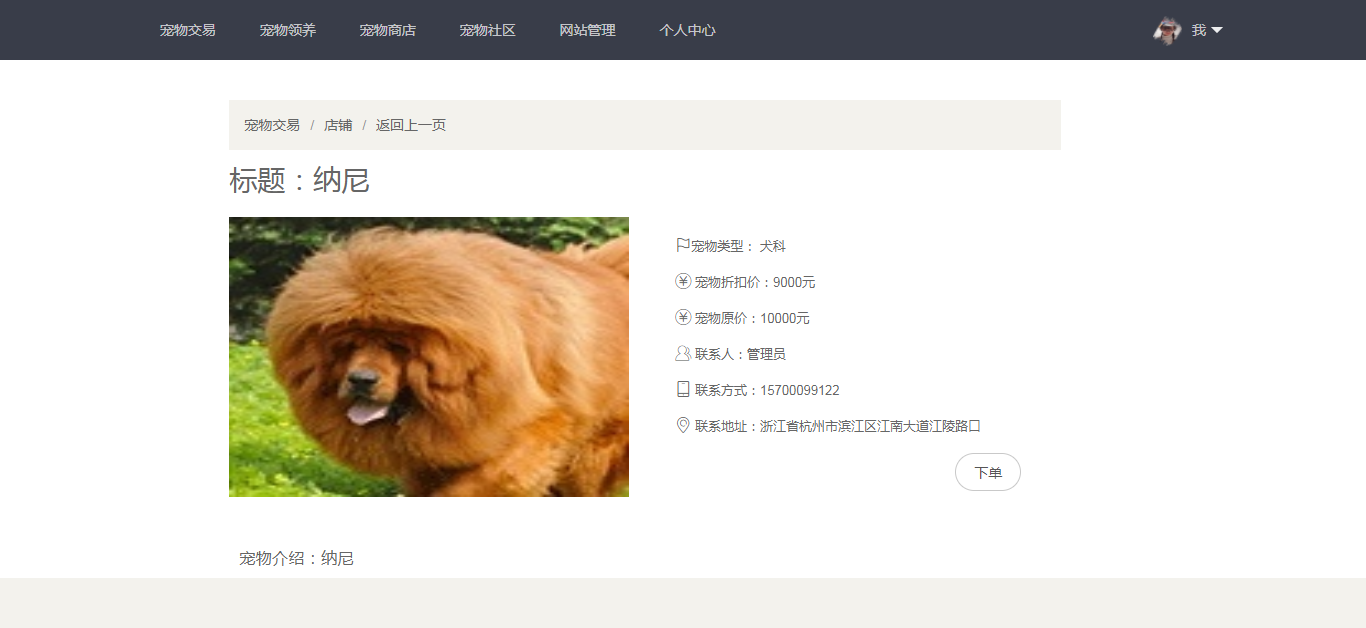 宠物交易 宠物领养 宠物商店 宠物社区 网站管理 个人中心 我
宠物交易 / 店铺 / 返回上一页
标题：纳尼
宠物类型： 犬科
宠物折扣价：9000元
宠物原价：10000元
联系人：管理员
联系方式：15700099122
联系地址：浙江省杭州市滨江区江南大道江陵路口
下单
宠物介绍：纳尼